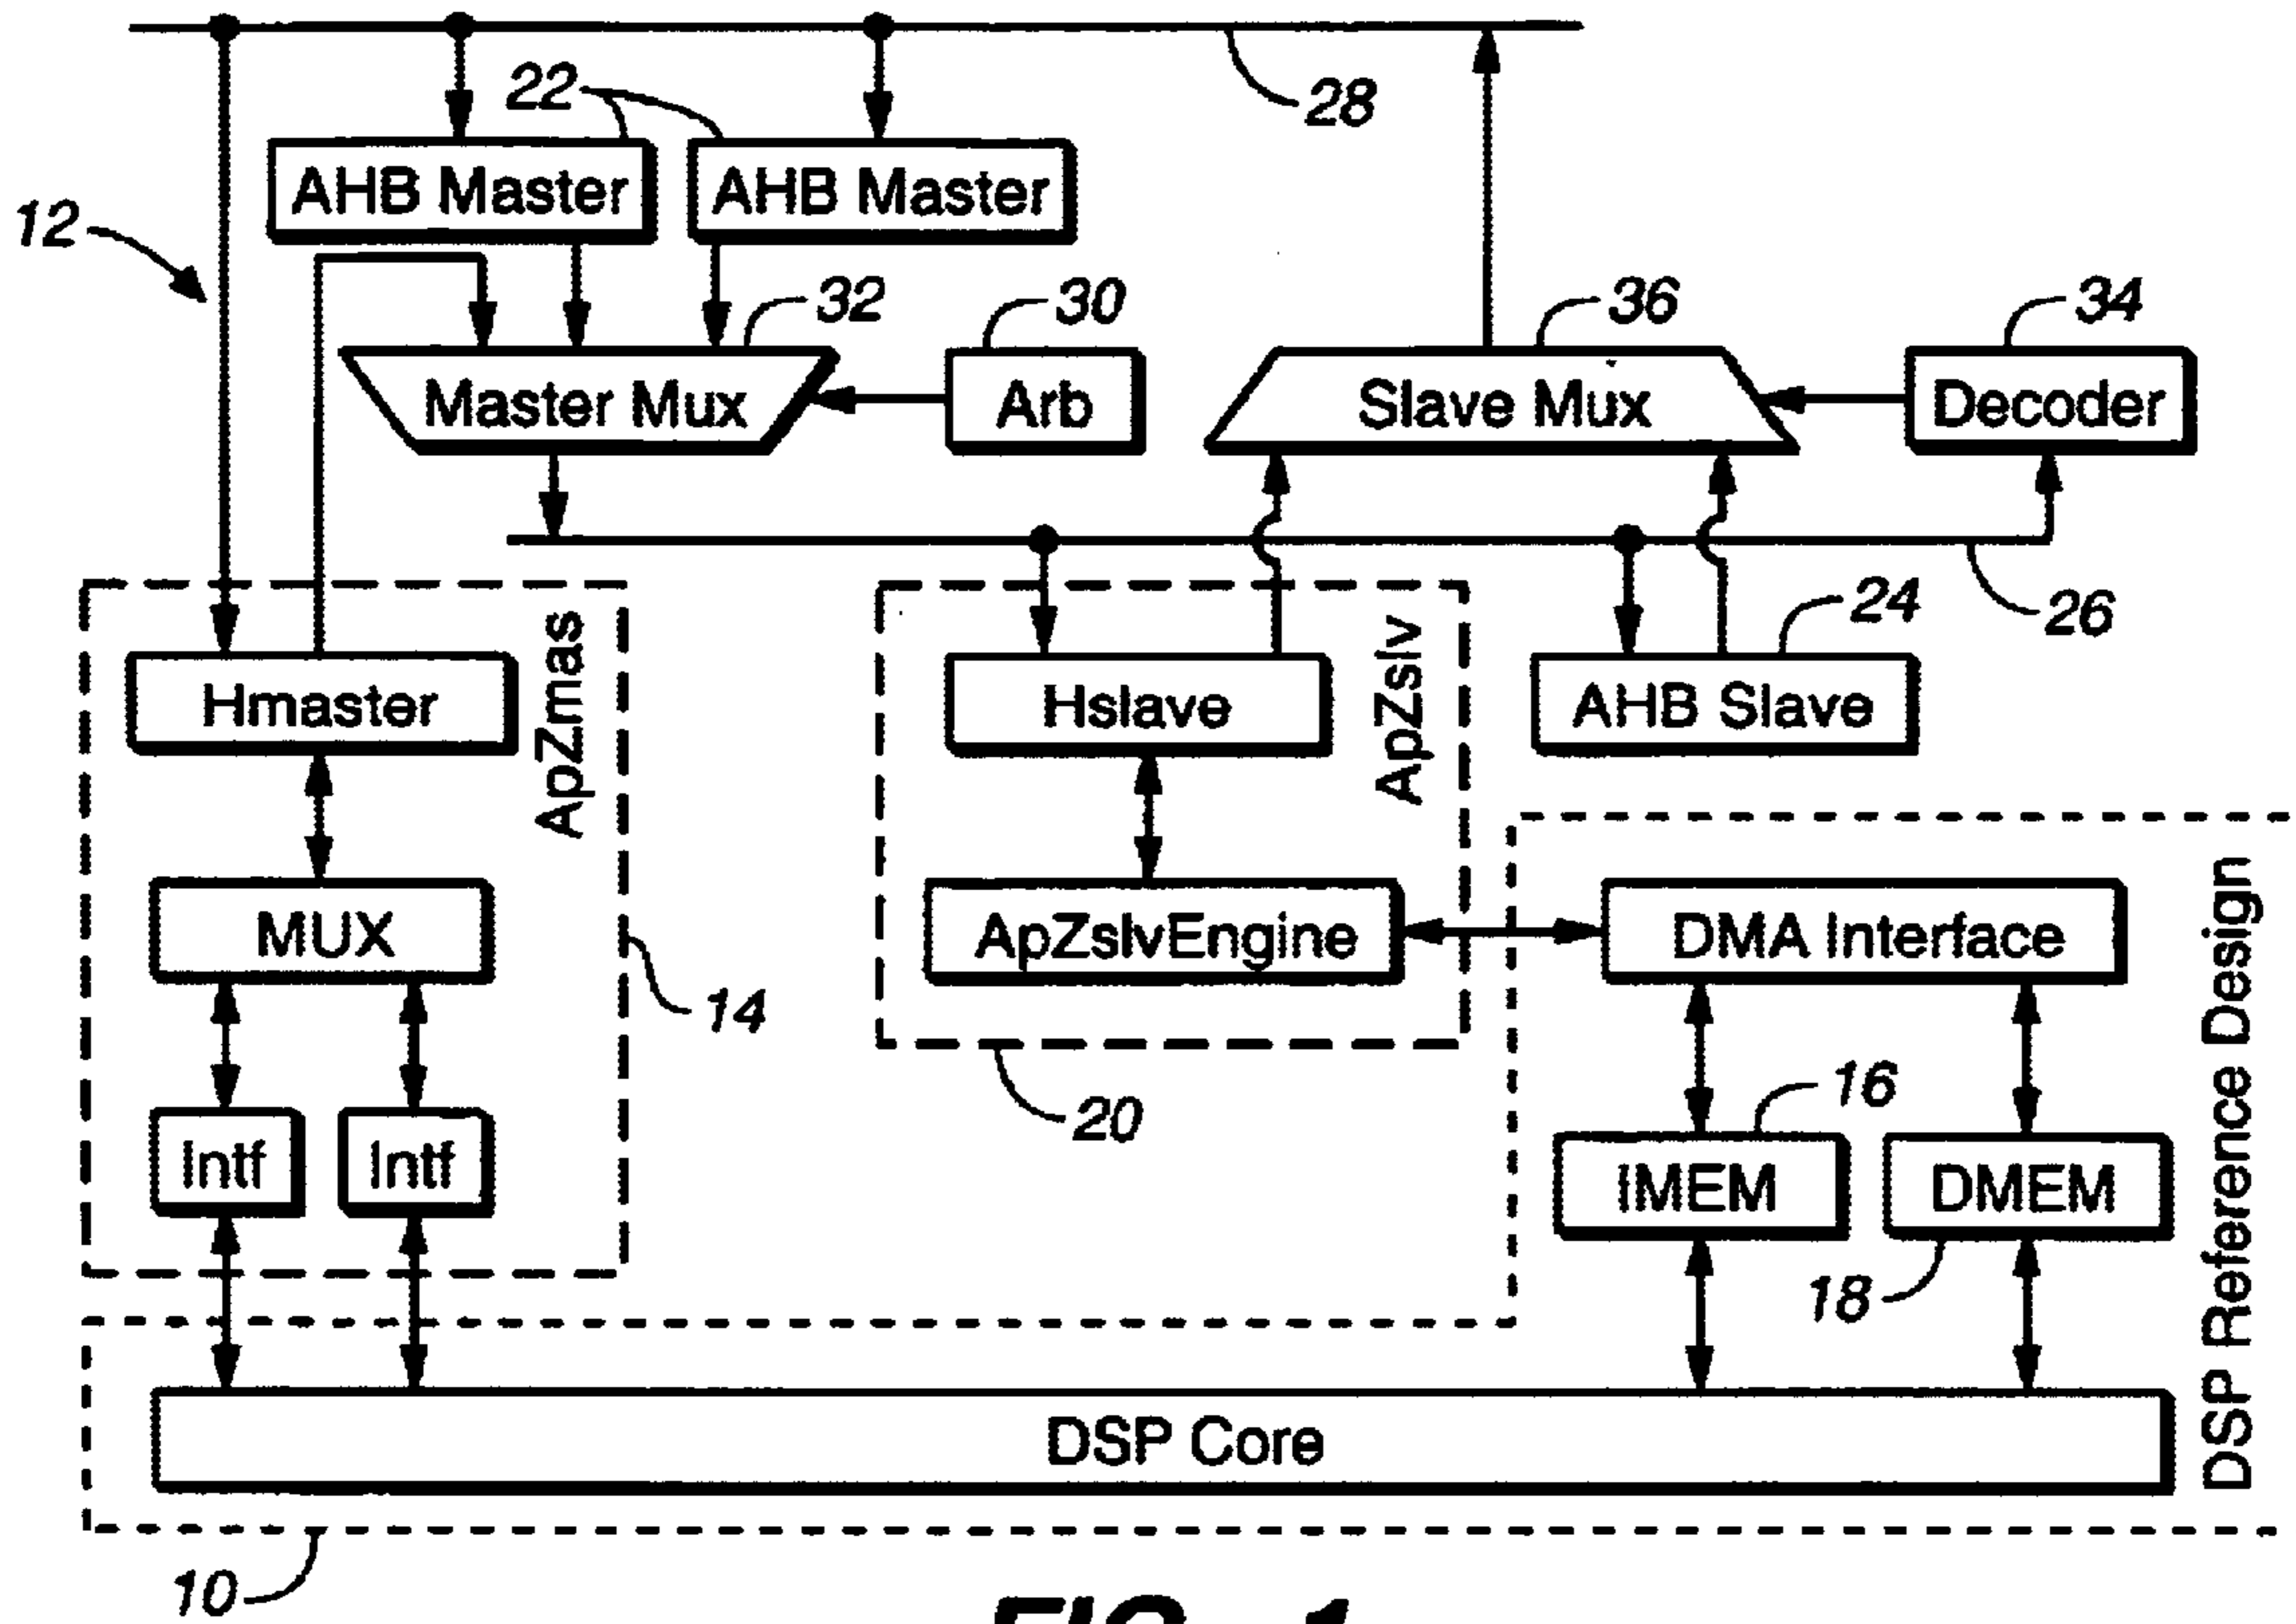 22
28
AHB Master
AHB Master
12
32
30
36
34
Master Mux
Arb
Slave Mux
Decoder
ApZmas
ApZslv
24
26
Hmaster
Hslave
AHB Slave
MUX
ApZslvEngine
DMA Interface
14
20
16
Intf
Intf
IMEM
DMEM
18
DSP Reference Design
DSP Core
10
FIG. 1